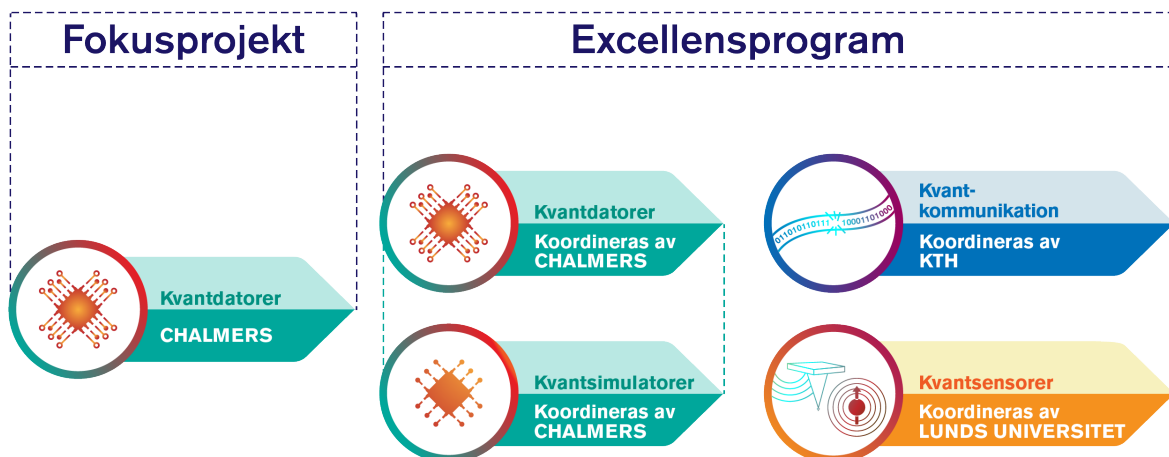 Fokusprojekt
Excellensprogram
Kvantdatorer
CHALMERS
Kvantdatorer
Koordineras av
CHALMERS
011010110111
10001101000
Kvant-
kommunikation
Koordineras av
KTH
Kvantsimulatorer
Koordineras av
CHALMERS
Kvantsensorer
Koordineras av
LUNDS UNIVERSITET